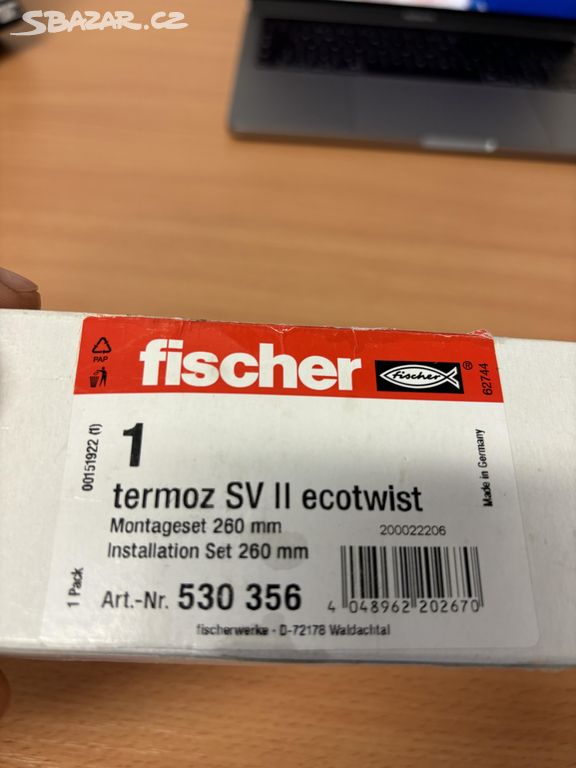 SBAZAR.CZ
PAP
fischer
fischer ®
62744
00151922 (1)
1
termoz SV II ecotwist
Montageset 260 mm
200022206
Installation Set 260 mm
Made in Germany
1 Pack
Art.-Nr. 530 356
4 048962 202670
fischerwerke - D-72178 Waldachtal